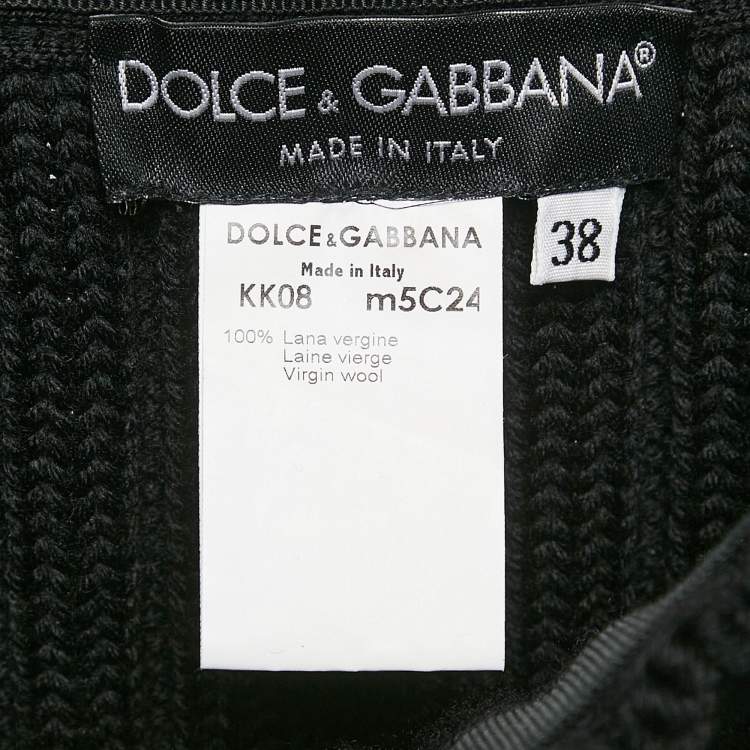 DOLCE & GABBANA®
MADE IN ITALY
38
DOLCE & GABBANA
Made in Italy
KK08 m5C24
100% Lana vergine
Laine vierge
Virgin wool